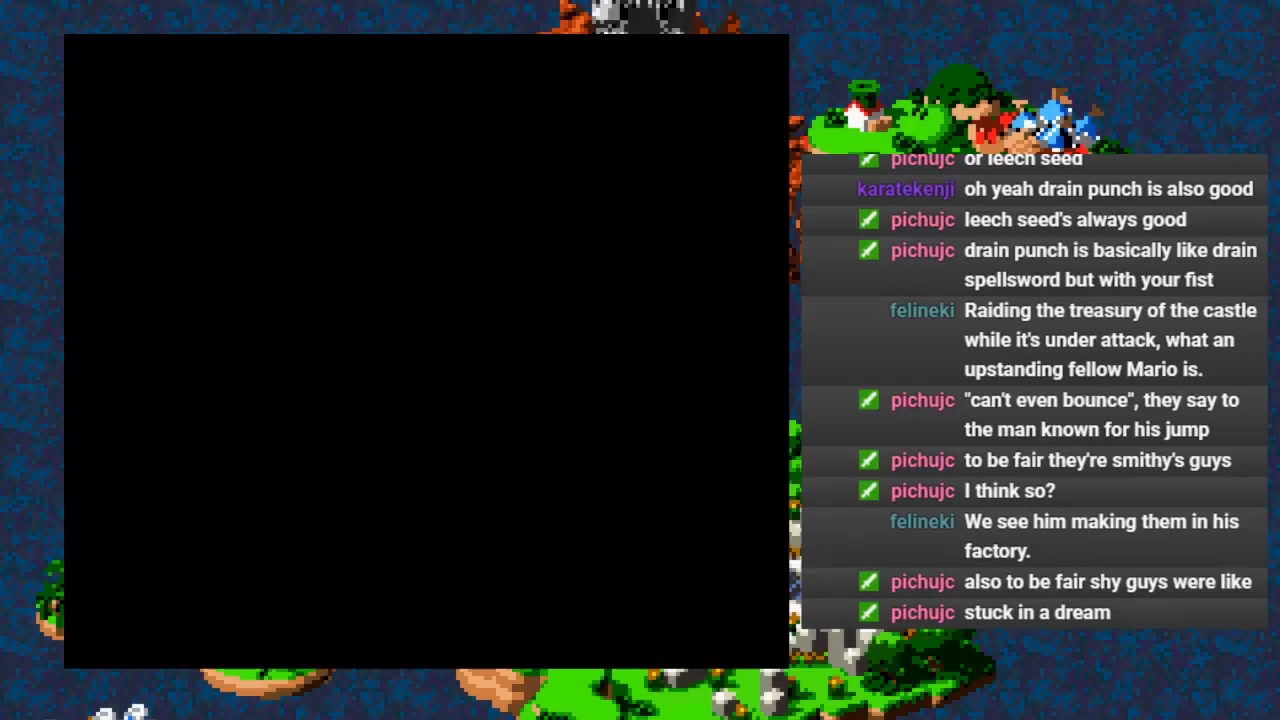 pichujc or leech seed
karatekenji oh yeah drain punch is also good
pichujc leech seed's always good
pichujc drain punch is basically like drain
spellsword but with your fist
felineki Raiding the treasury of the castle
while it's under attack, what an
upstanding fellow Mario is.
pichujc "can't even bounce", they say to
the man known for his jump
pichujc to be fair they're smithy's guys
pichujc I think so?
felineki We see him making them in his
factory.
pichujc also to be fair shy guys were like
pichujc stuck in a dream